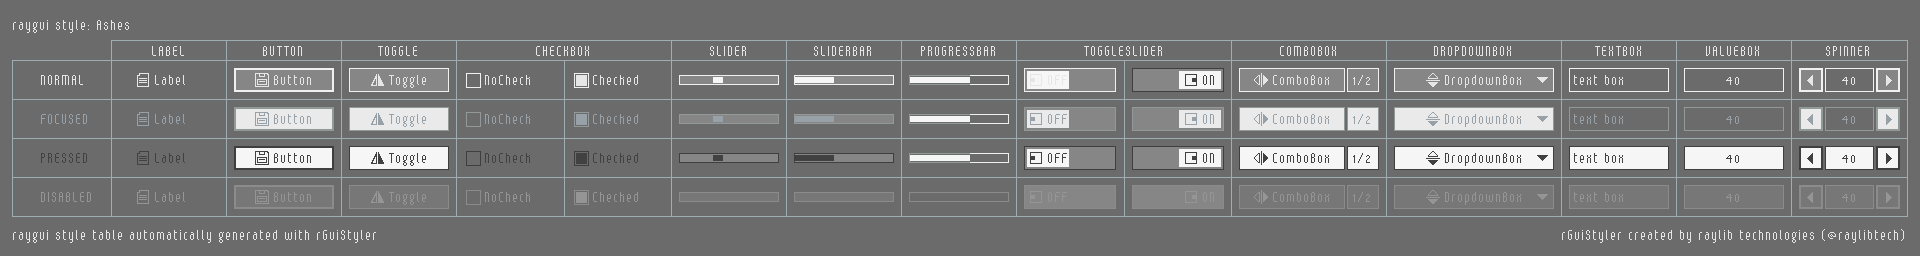 raygui style: Ashes
LABEL BUTTON TOGGLE CHECKBOX SLIDER SLIDERBAR PROGRESSBAR TOGGLESLIDER COMBOBOX DROPDOWNBOX TEXTBOX VALUEBOX SPINNER
NORMAL Label Button Toggle NoCheck Checked OFF ON ComboBox 1/2 DropdownBox text box 40 40
FOCUSED Label Button Toggle NoCheck Checked OFF ON ComboBox 1/2 DropdownBox text box 40 40
PRESSED Label Button Toggle NoCheck Checked OFF ON ComboBox 1/2 DropdownBox text box 40 40
DISABLED Label Button Toggle NoCheck Checked OFF ON ComboBox 1/2 DropdownBox text box 40 40
raygui style table automatically generated with rGuiStyler
rGuiStyler created by raylib technologies (@raylibtech)